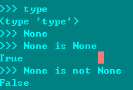 >>> type
<type 'type'>
>>> None
>>> None is None
True
>>> None is not None
False